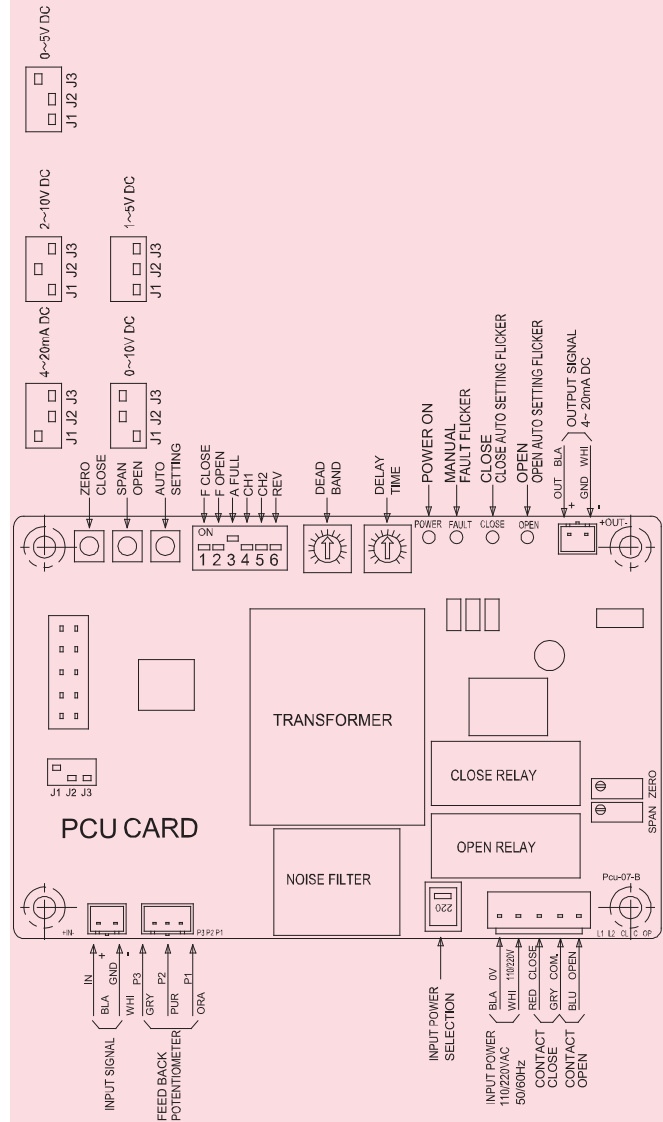 0~5V DC
J1 J2 J3
2~10V DC
J1 J2 J3
1~5V DC
J1 J2 J3
4~20mA DC
J1 J2 J3
0~10V DC
J1 J2 J3
ZERO
CLOSE
SPAN
OPEN
AUTO
SETTING
F CLOSE
F OPEN
A FULL
CH1
CH2
REV
DEAD
BAND
DELAY
TIME
POWER ON
MANUAL
FAULT FLICKER
CLOSE
CLOSE AUTO SETTING FLICKER
OPEN
OPEN AUTO SETTING FLICKER
OUT BLA
+
GND WHI
-
OUTPUT SIGNAL
4~ 20mA DC
ON
1 2 3 4 5 6
POWER
FAULT
CLOSE
OPEN
+OUT-
J1 J2 J3
PCU CARD
TRANSFORMER
NOISE FILTER
CLOSE RELAY
OPEN RELAY
SPAN ZERO
Pcu-07-B
220
+IN-
P3 P2 P1
L1 L2 CL C OP
IN
BLA
+
GND
WHI
-
INPUT SIGNAL
P3
GRY
P2
PUR
P1
ORA
FEED BACK
POTENTIOMETER
INPUT POWER
SELECTION
BLA 0V
WHI 110/220V
INPUT POWER
110/220VAC
50/60Hz
RED CLOSE
GRY COM.
BLU OPEN
CONTACT
CLOSE
CONTACT
OPEN